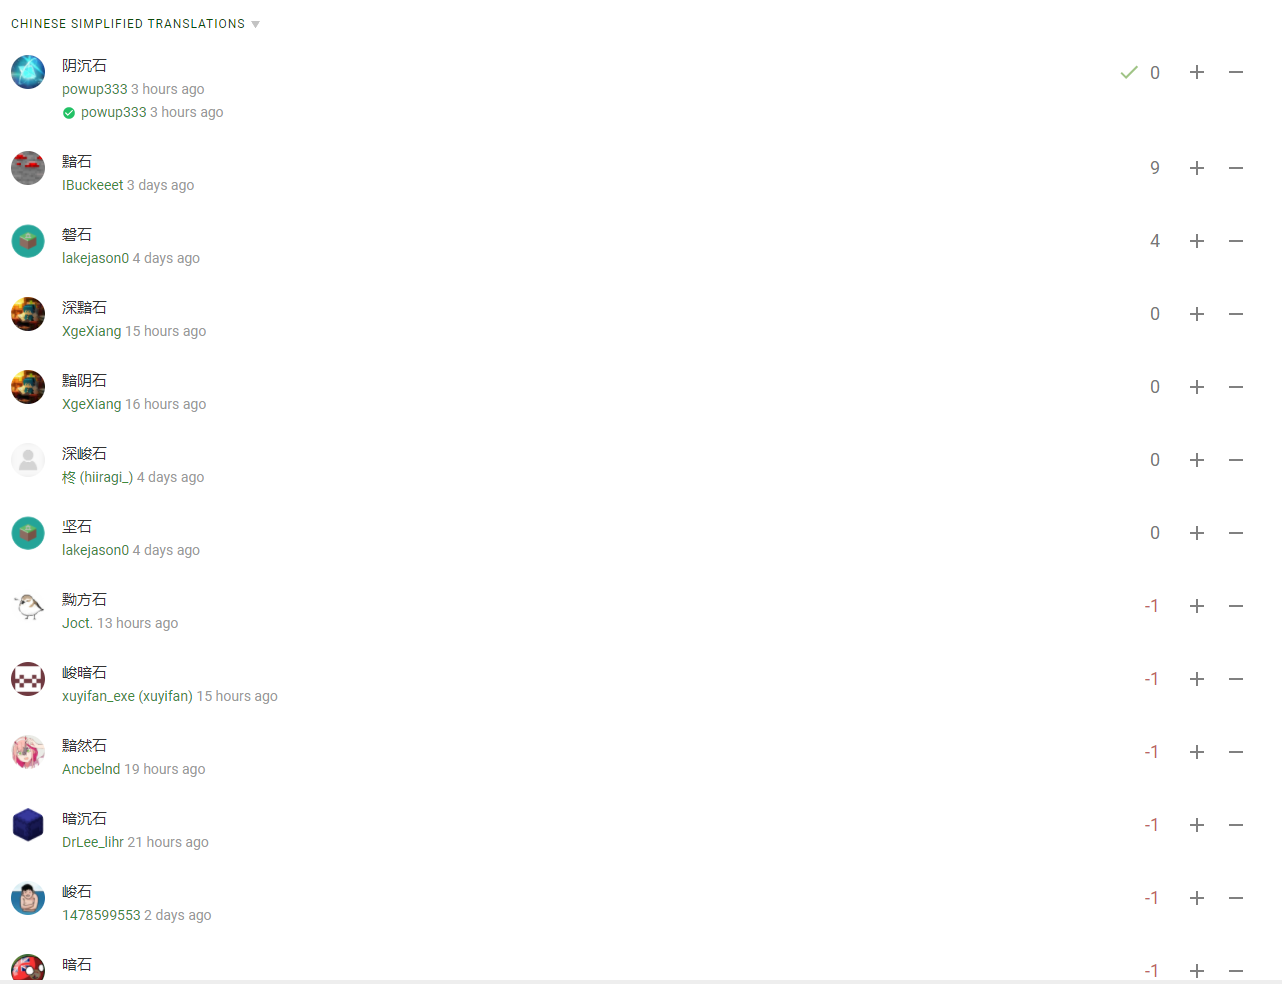 CHINESE SIMPLIFIED TRANSLATIONS
阴沉石
0
powup333 3 hours ago
powup333 3 hours ago
黯石
9
IBuckeeet 3 days ago
磐石
4
lakejason0 4 days ago
深黯石
0
XgeXiang 15 hours ago
黯阴石
0
XgeXiang 16 hours ago
深峻石
0
柊 (hiiragi_) 4 days ago
坚石
0
lakejason0 4 days ago
黝方石
-1
Joct. 13 hours ago
峻暗石
-1
xuyifan_exe (xuyifan) 15 hours ago
黯然石
-1
Ancbelnd 19 hours ago
暗沉石
-1
DrLee_lihr 21 hours ago
峻石
-1
1478599553 2 days ago
暗石
-1